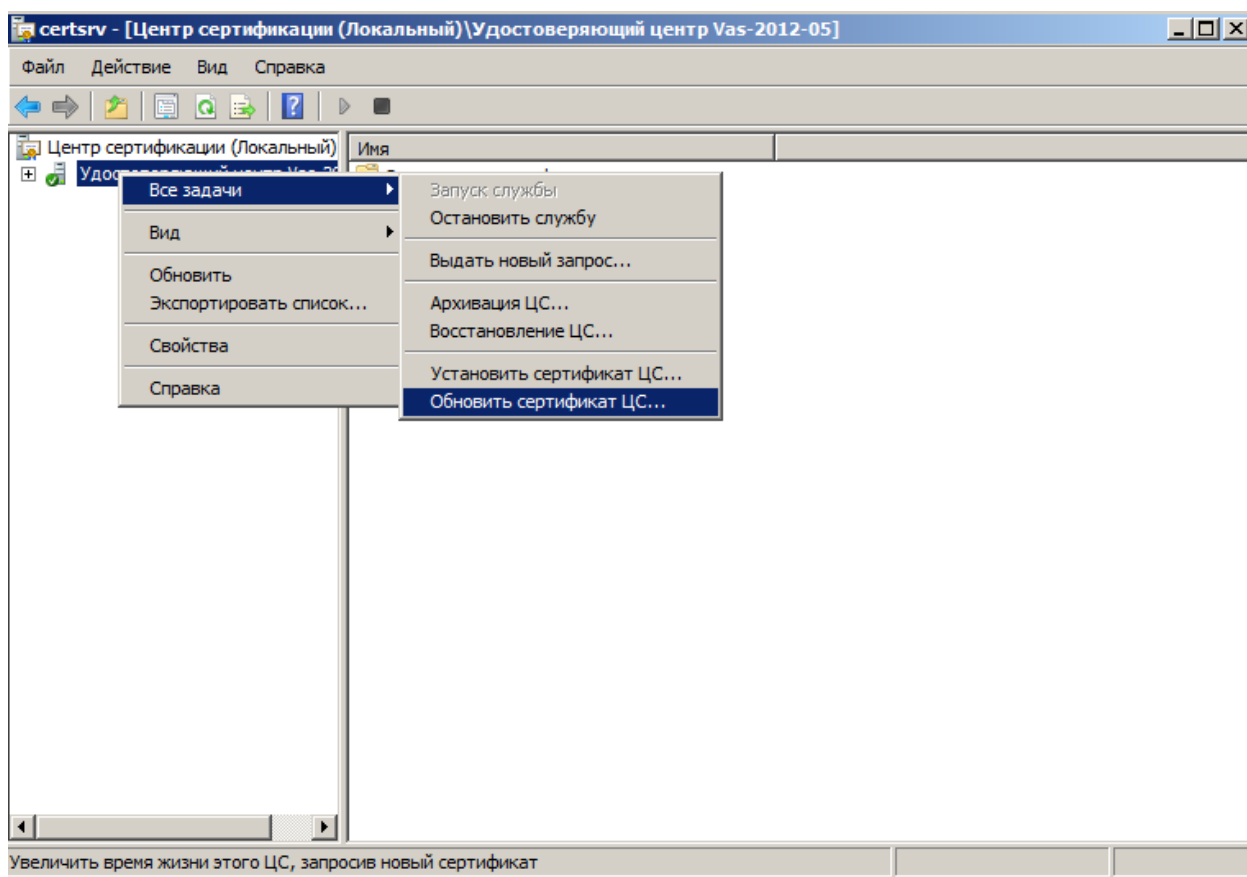 certsrv - [Центр сертификации (Локальный)\Удостоверяющий центр Vas-2012-05]
Файл Действие Вид Справка
Центр сертификации (Локальный)
Имя
Все задачи
Вид
Обновить
Экспортировать список...
Свойства
Справка
Запуск службы
Остановить службу
Выдать новый запрос...
Архивация ЦС...
Восстановление ЦС...
Установить сертификат ЦС...
Обновить сертификат ЦС...
Увеличить время жизни этого ЦС, запросив новый сертификат